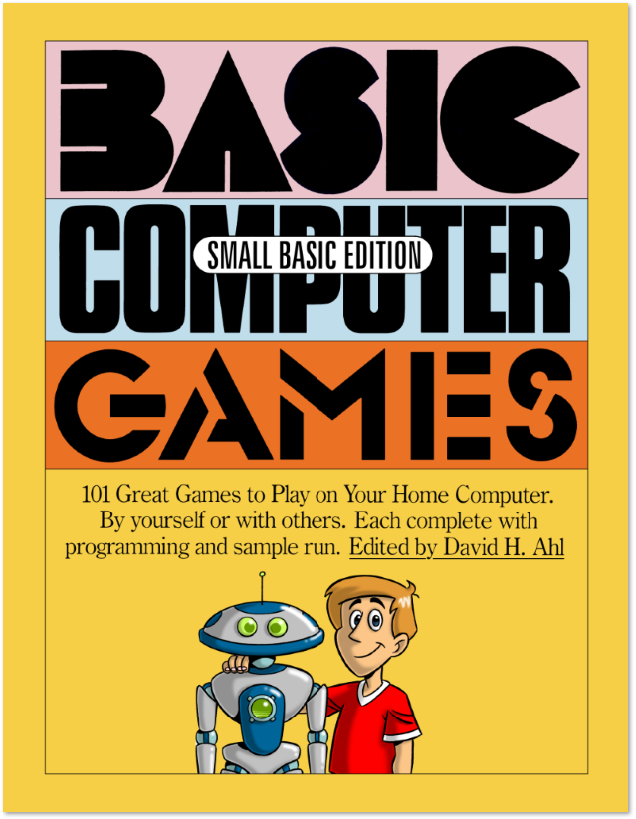 BASIC
COMPUTER
SMALL BASIC EDITION
GAMES
101 Great Games to Play on Your Home Computer.
By yourself or with others. Each complete with
programming and sample run. Edited by David H. Ahl